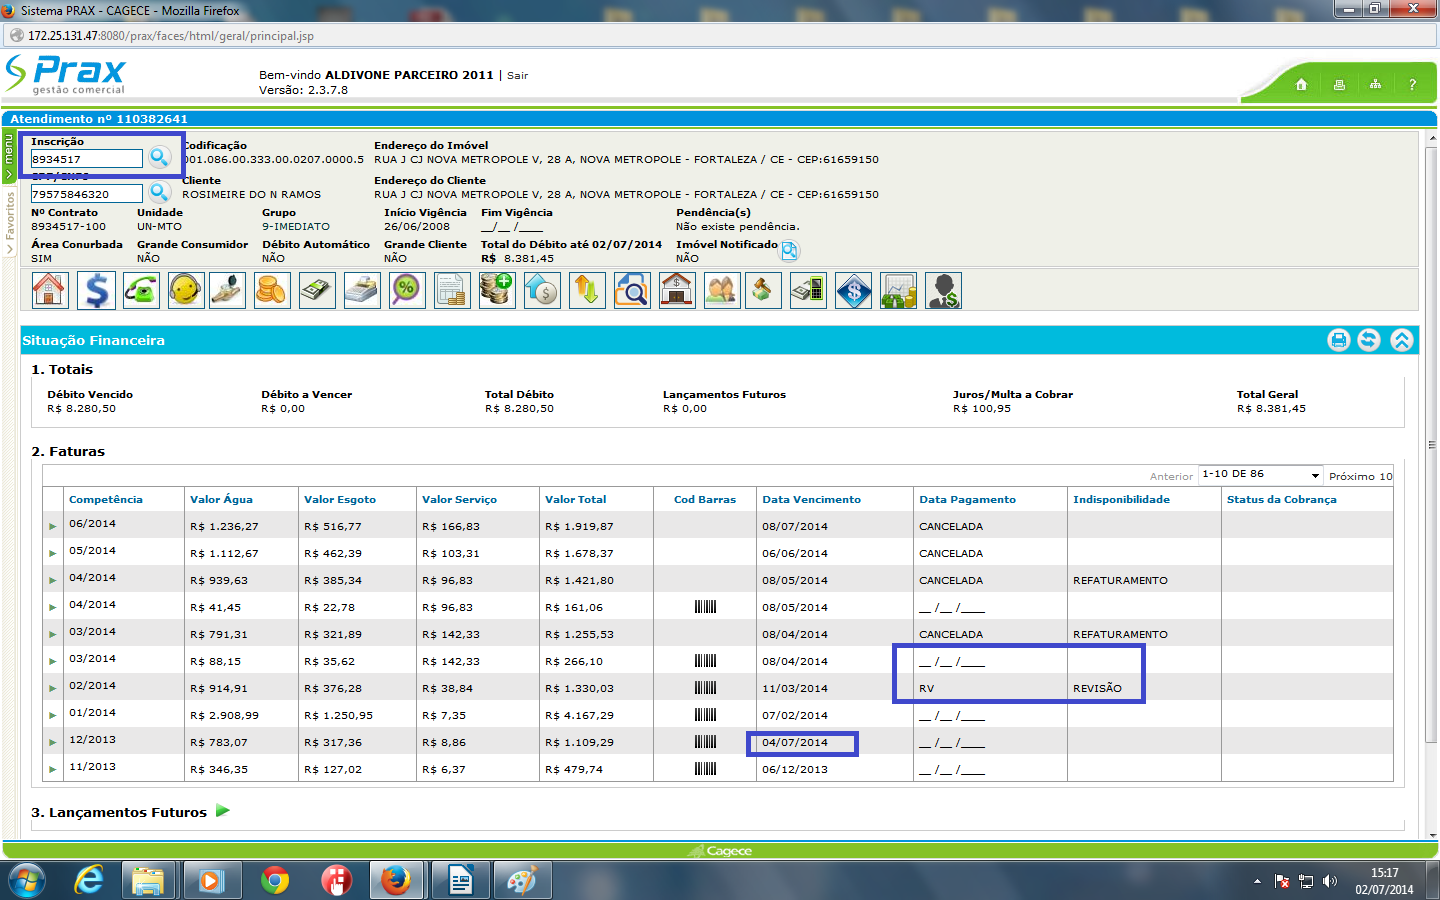 Sistema PRAX - CAGECE - Mozilla Firefox
172.25.131.47:8080/prax/faces/html/geral/principal.jsp
Prax
gestão comercial
Bem-vindo ALDIVONE PARCEIRO 2011 | Sair
Versão: 2.3.7.8
?
Atendimento nº 110382641
menu
Favoritos
Inscrição Codificação Endereço do Imóvel
8934517 001.086.00.333.00.0207.0000.5 RUA J CJ NOVA METROPOLE V, 28 A, NOVA METROPOLE - FORTALEZA / CE - CEP:61659150
CPF/CNPJ Cliente Endereço do Cliente
79575846320 ROSIMEIRE DO N RAMOS RUA J CJ NOVA METROPOLE V, 28 A, NOVA METROPOLE - FORTALEZA / CE - CEP:61659150
Nº Contrato Unidade Grupo Início Vigência Fim Vigência Pendência(s)
8934517-100 UN-MTO 9-IMEDIATO 26/06/2008 __/__ /____ Não existe pendência.
Área Conurbada Grande Consumidor Débito Automático Grande Cliente Total do Débito até 02/07/2014 Imóvel Notificado
SIM NÃO NÃO NÃO R$ 8.381,45 NÃO
Situação Financeira
1. Totais
Débito Vencido Débito a Vencer Total Débito Lançamentos Futuros Juros/Multa a Cobrar Total Geral
R$ 8.280,50 R$ 0,00 R$ 8.280,50 R$ 0,00 R$ 100,95 R$ 8.381,45
2. Faturas
Anterior 1-10 DE 86 Próximo 10
Competência Valor Água Valor Esgoto Valor Serviço Valor Total Cod Barras Data Vencimento Data Pagamento Indisponibilidade Status da Cobrança
06/2014 R$ 1.236,27 R$ 516,77 R$ 166,83 R$ 1.919,87 08/07/2014 CANCELADA
05/2014 R$ 1.112,67 R$ 462,39 R$ 103,31 R$ 1.678,37 06/06/2014 CANCELADA
04/2014 R$ 939,63 R$ 385,34 R$ 96,83 R$ 1.421,80 08/05/2014 CANCELADA REFATURAMENTO
04/2014 R$ 41,45 R$ 22,78 R$ 96,83 R$ 161,06 08/05/2014 __ /__ /____
03/2014 R$ 791,31 R$ 321,89 R$ 142,33 R$ 1.255,53 08/04/2014 CANCELADA REFATURAMENTO
03/2014 R$ 88,15 R$ 35,62 R$ 142,33 R$ 266,10 08/04/2014 __ /__ /____
02/2014 R$ 914,91 R$ 376,28 R$ 38,84 R$ 1.330,03 11/03/2014 RV REVISÃO
01/2014 R$ 2.908,99 R$ 1.250,95 R$ 7,35 R$ 4.167,29 07/02/2014 __ /__ /____
12/2013 R$ 783,07 R$ 317,36 R$ 8,86 R$ 1.109,29 04/07/2014 __ /__ /____
11/2013 R$ 346,35 R$ 127,02 R$ 6,37 R$ 479,74 06/12/2013 __ /__ /____
3. Lançamentos Futuros
Cagece
15:17
02/07/2014